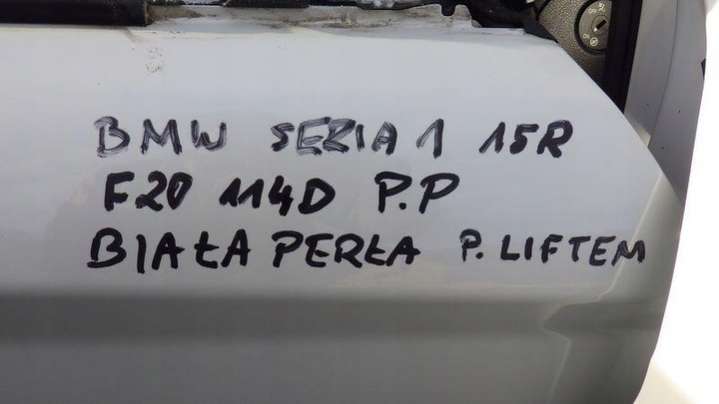 BMW SERIA 1 15R
F20 114D P.P
BIAŁA PERŁA P. LIFTEM